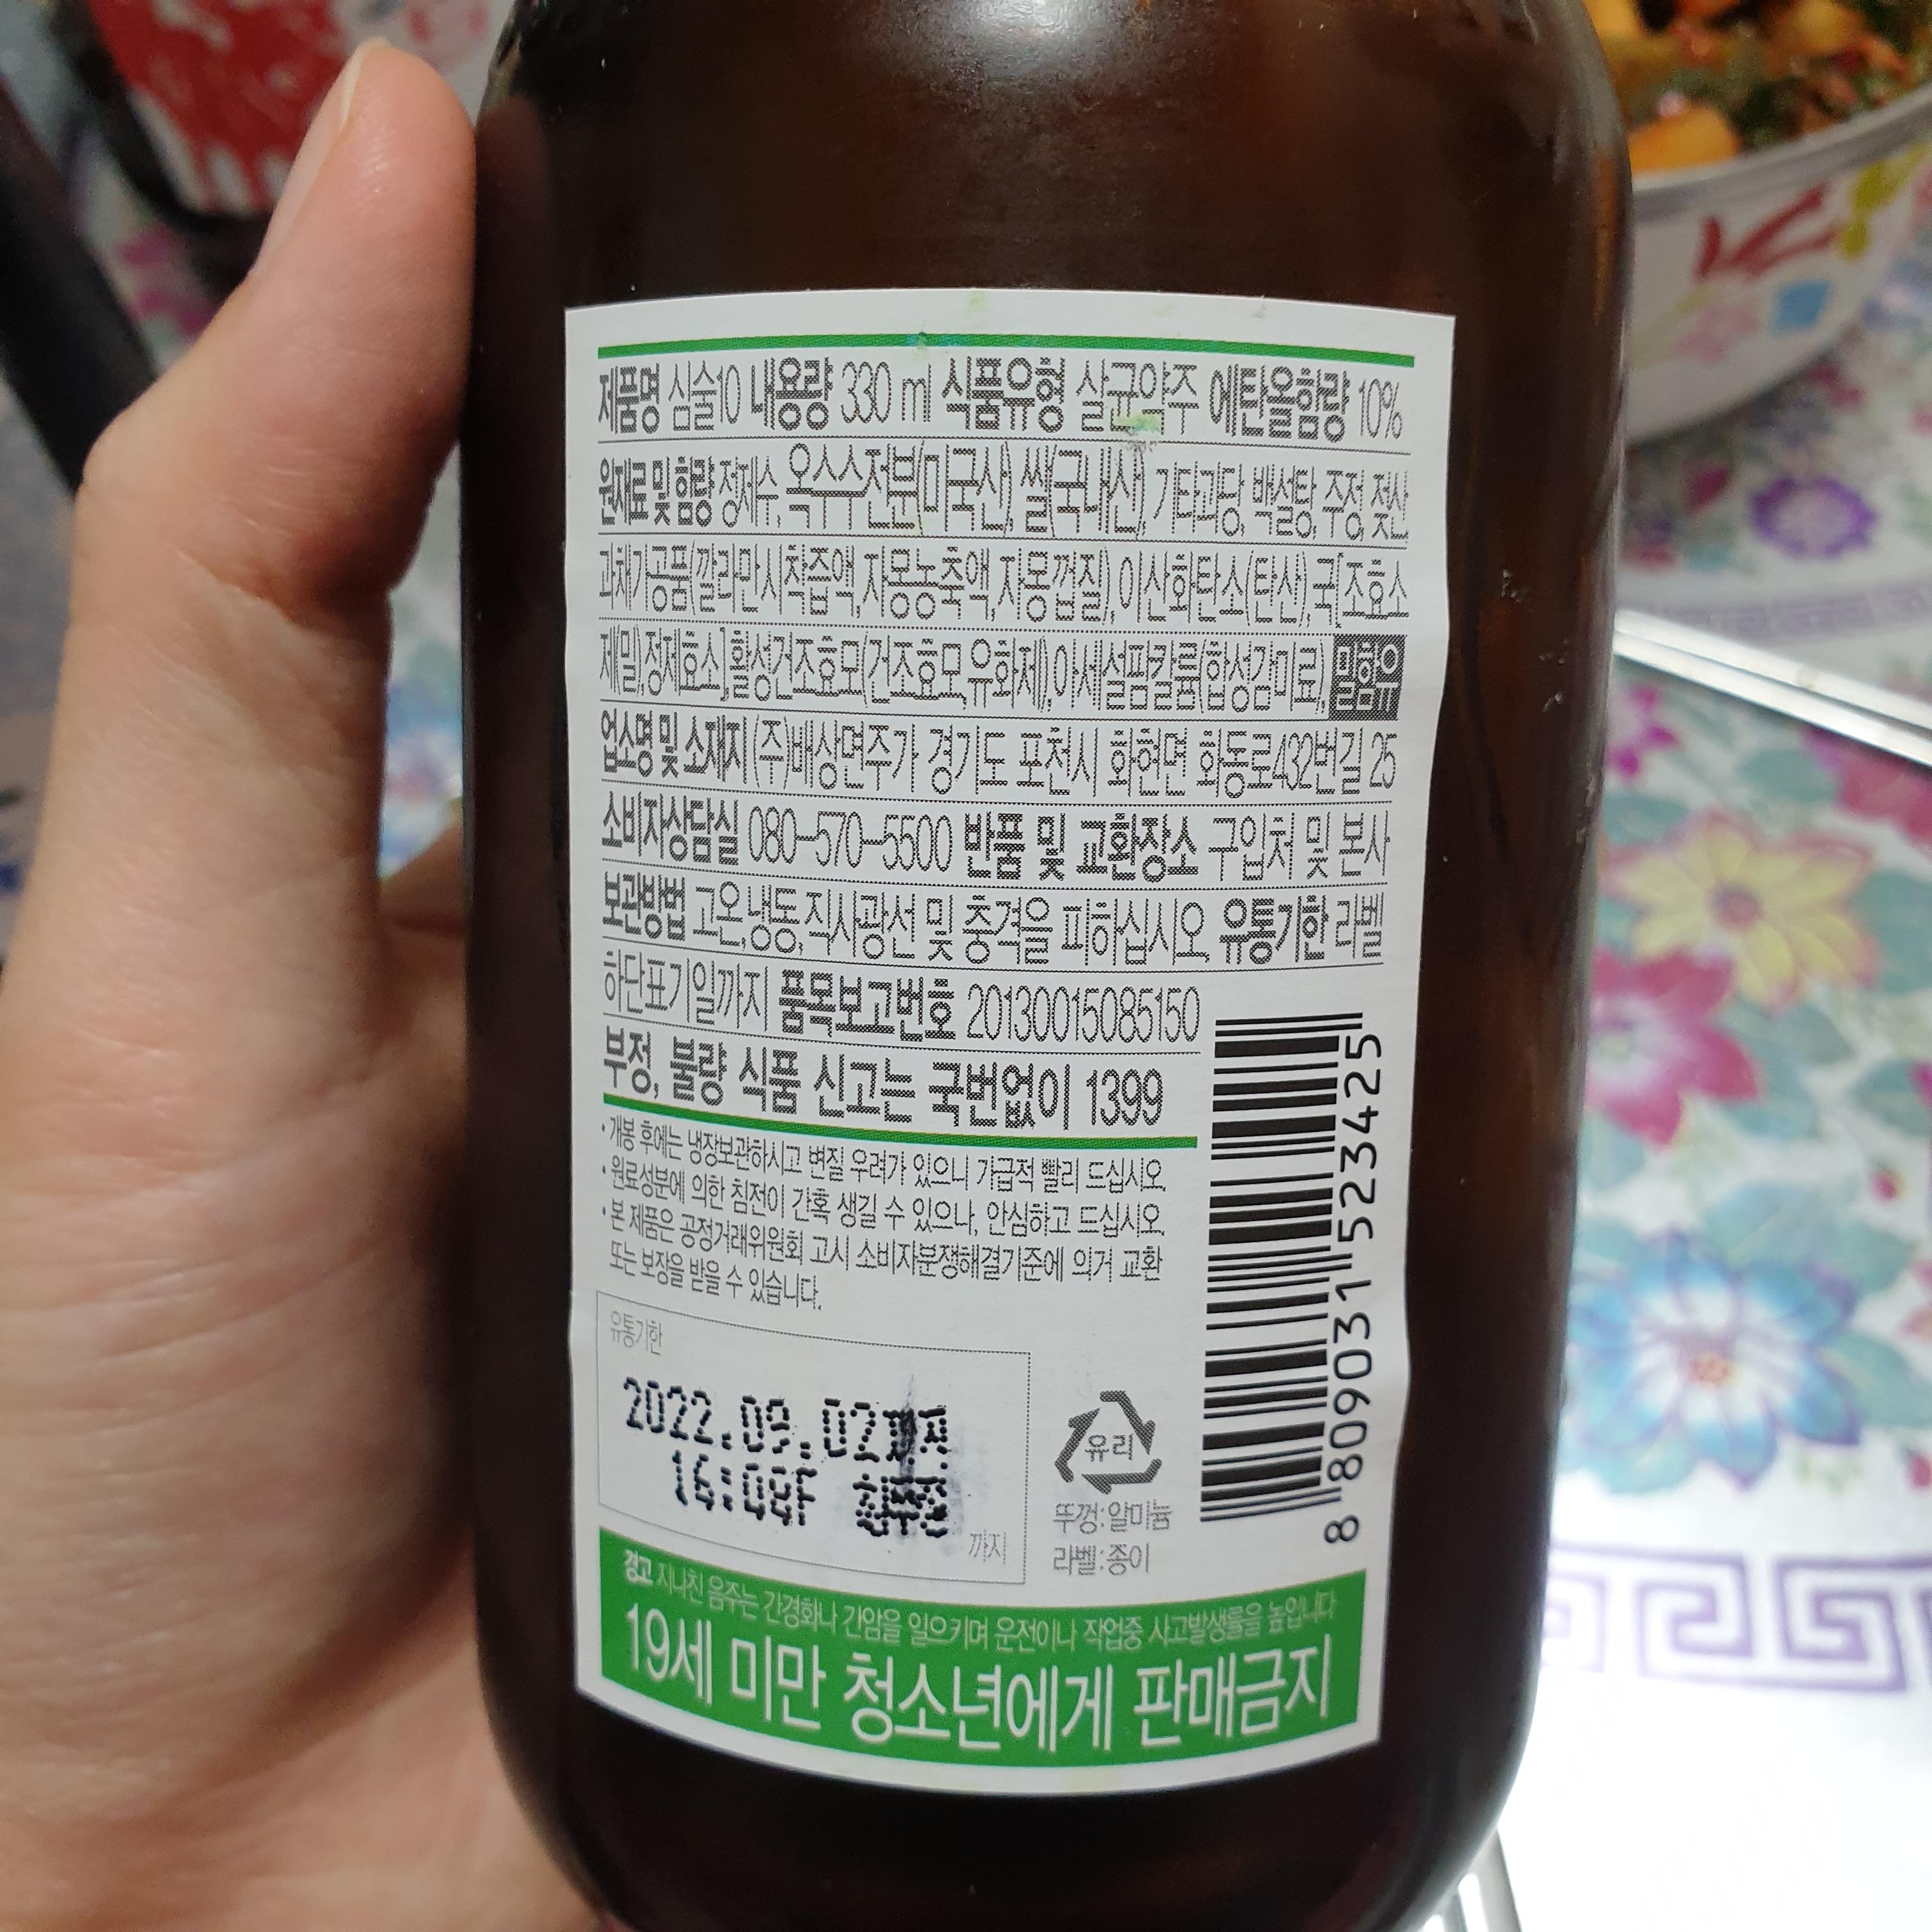 제품명 심술10 내용량 330 ml 식품유형 살균약주 에탄올함량 10%
원재료 및 함량 정제수, 옥수수전분(미국산), 쌀(국내산), 기타과당, 백설탕, 주정, 젖산
과채가공품(깔라만시착즙액,자몽농축액,자몽껍질),이산화탄소(탄산),국[조효소
제(밀),정제효소],활성건조효모(건조효모,유화제),아세설팜칼륨(합성감미료), 밀함유
업소명 및 소재지 (주)배상면주가 경기도 포천시 화현면 화동로432번길 25
소비자상담실 080-570-5500 반품 및 교환장소 구입처 및 본사
보관방법 고온,냉동,직사광선 및 충격을 피하십시오. 유통기한 라벨
하단표기일까지 품목보고번호 20130015085150
부정, 불량 식품 신고는 국번없이 1399
•개봉 후에는 냉장보관하시고 변질 우려가 있으니 가급적 빨리 드십시오.
•원료성분에 의한 침전이 간혹 생길 수 있으나, 안심하고 드십시오.
•본 제품은 공정거래위원회 고시 소비자분쟁해결기준에 의거 교환
또는 보장을 받을 수 있습니다.
유통기한
2022.09.02
16:08F
까지
유리
뚜껑:알미늄
라벨:종이
8 809031 523425
경고 지나친 음주는 간경화나 간암을 일으키며 운전이나 작업중 사고발생률을 높입니다
19세 미만 청소년에게 판매금지